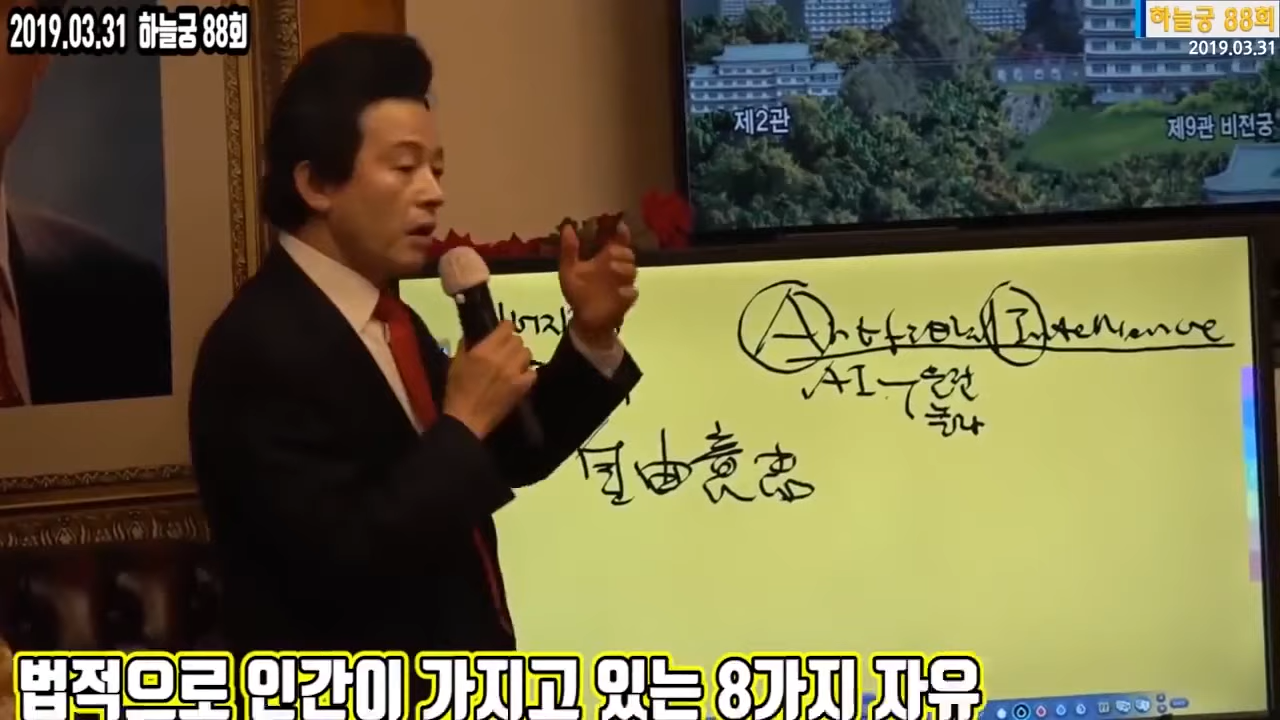 2019.03.31 하늘궁 88회
하늘궁 88회
2019.03.31
제2관
제9관 비젼궁
AI
운전
自由意志
법적으로 인간이 가지고 있는 8가지 자유